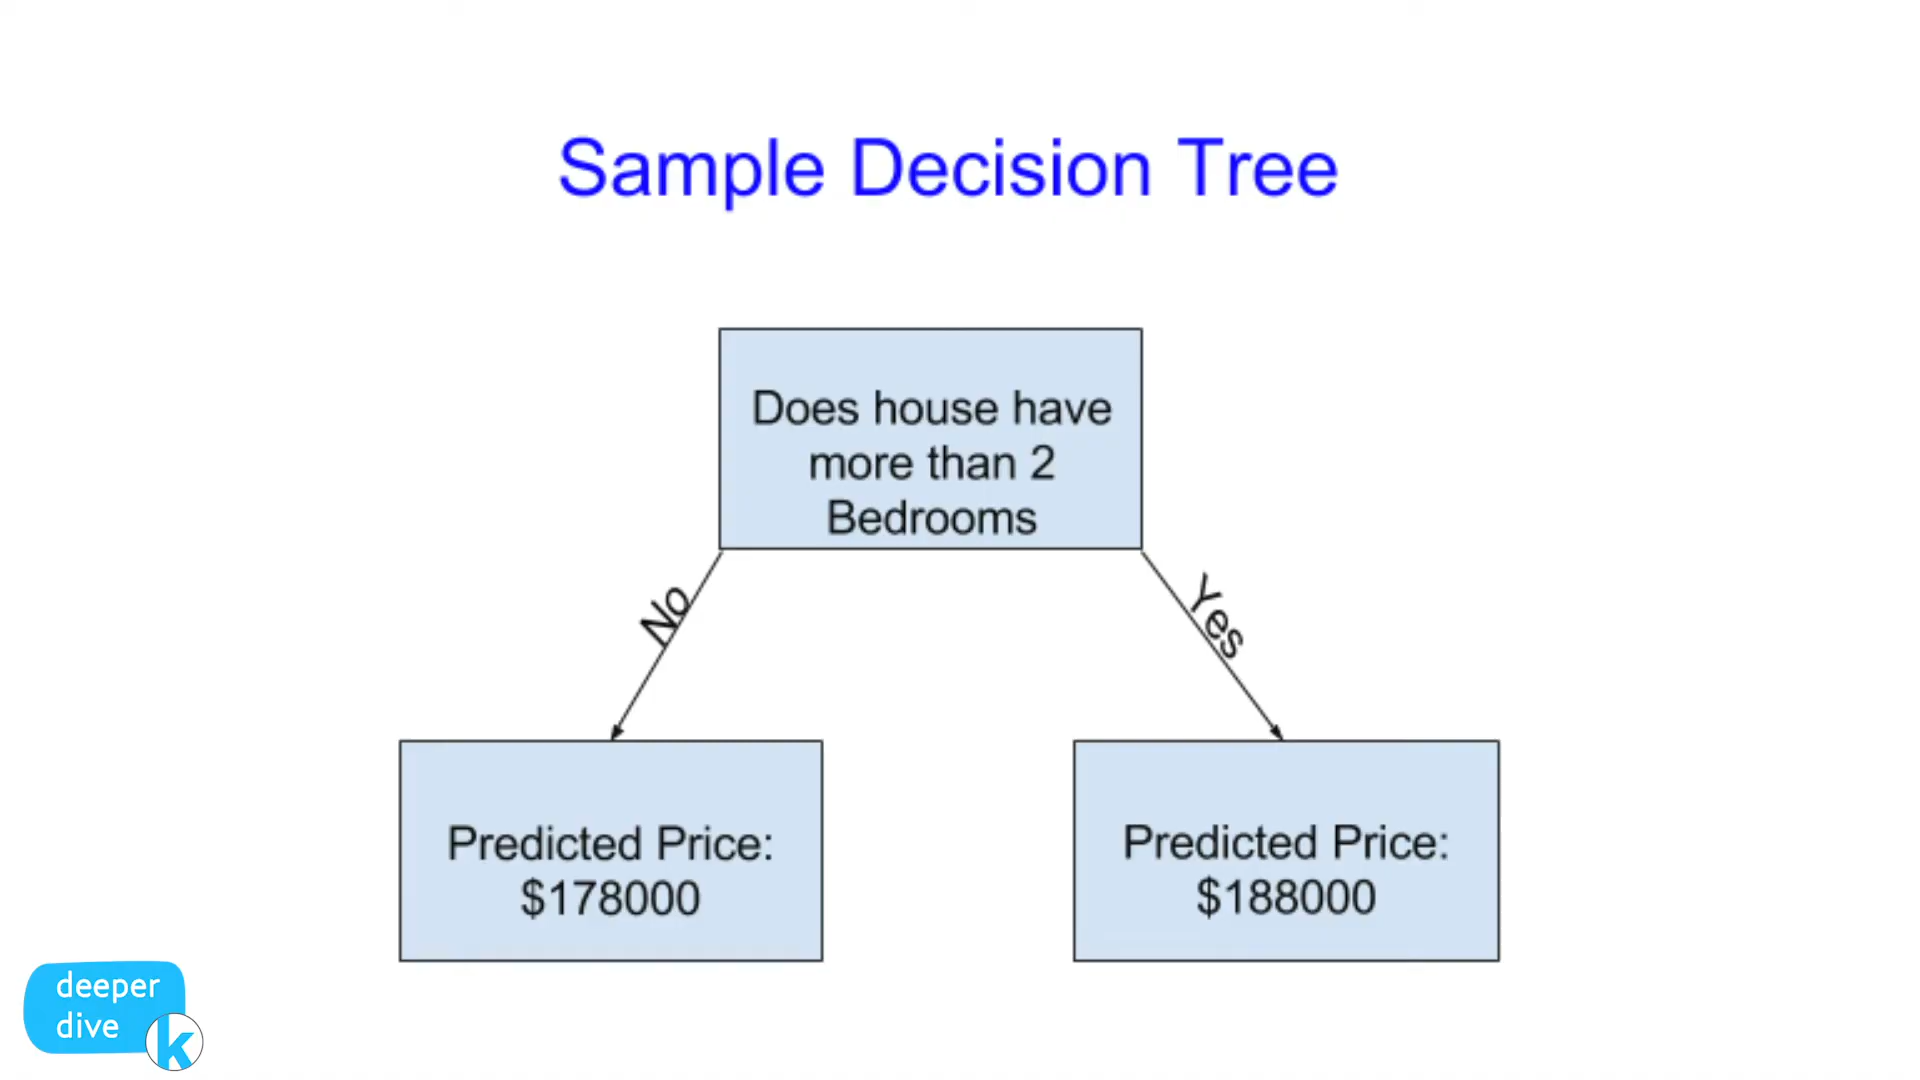 Sample Decision Tree
Does house have
more than 2
Bedrooms
No
Yes
Predicted Price:
$178000
Predicted Price:
$188000
deeper
dive
k